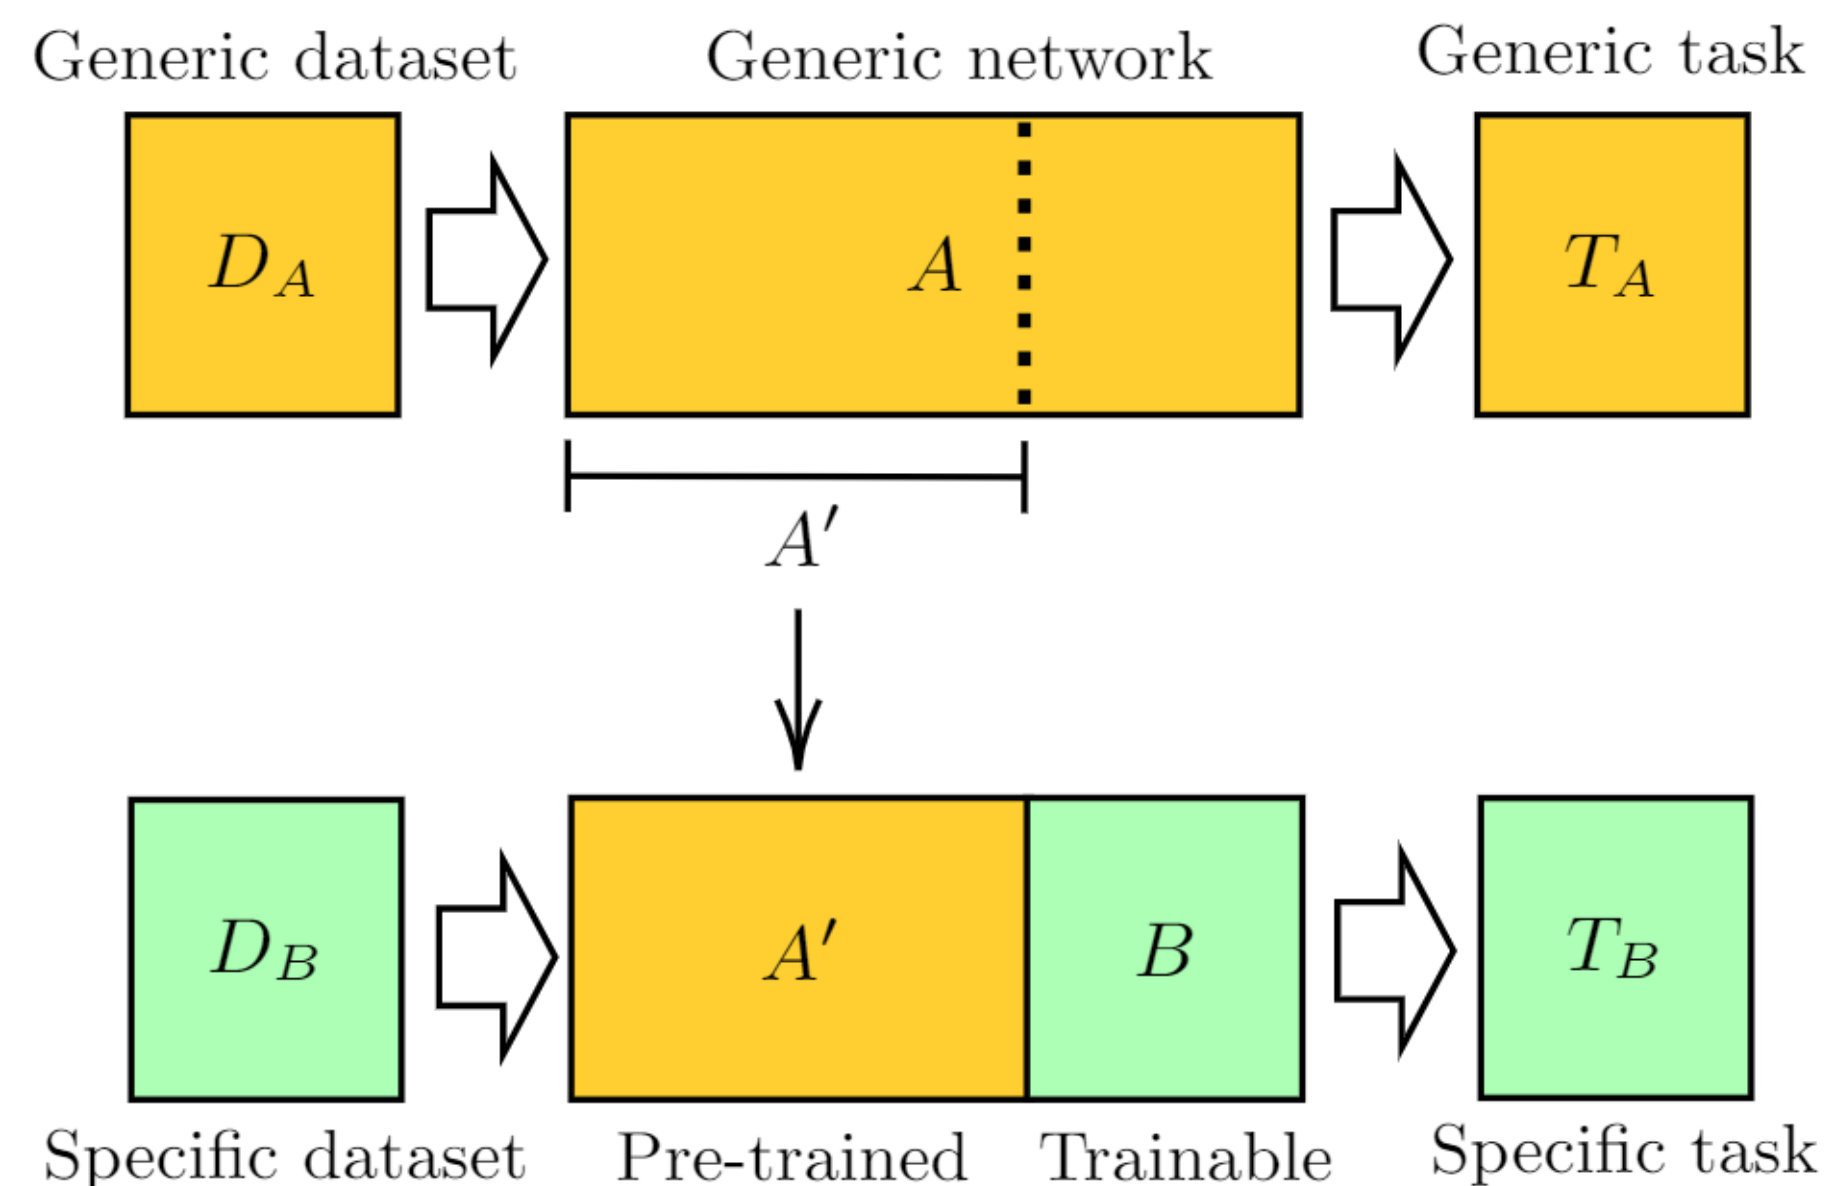 Generic dataset Generic network Generic task
D_A A T_A
A′
D_B A′ B T_B
Specific dataset Pre-trained Trainable Specific task